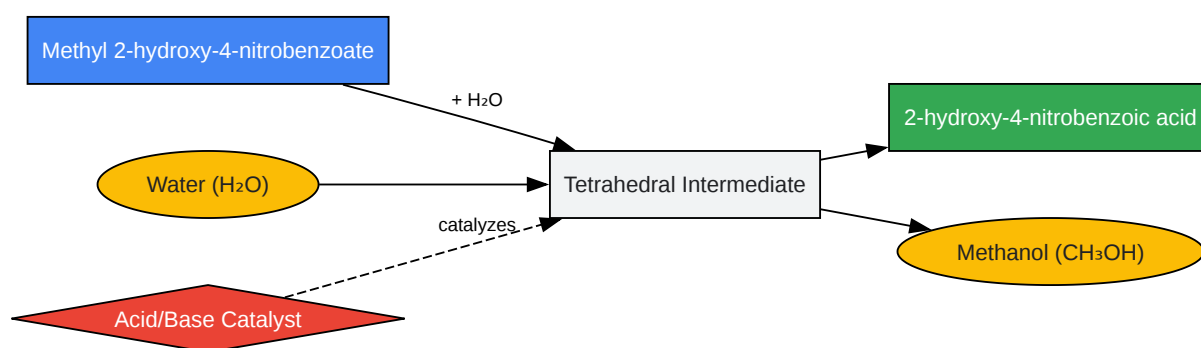 Methyl 2-hydroxy-4-nitrobenzoate
+ H₂O
2-hydroxy-4-nitrobenzoic acid
Water (H₂O)
Tetrahedral Intermediate
catalyzes
Methanol (CH₃OH)
Acid/Base Catalyst